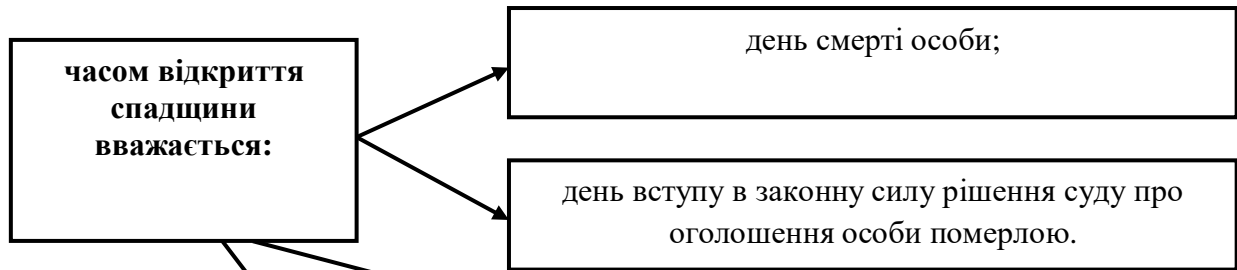 часом відкриття
спадщини
вважається:
день смерті особи;
день вступу в законну силу рішення суду про
оголошення особи померлою.